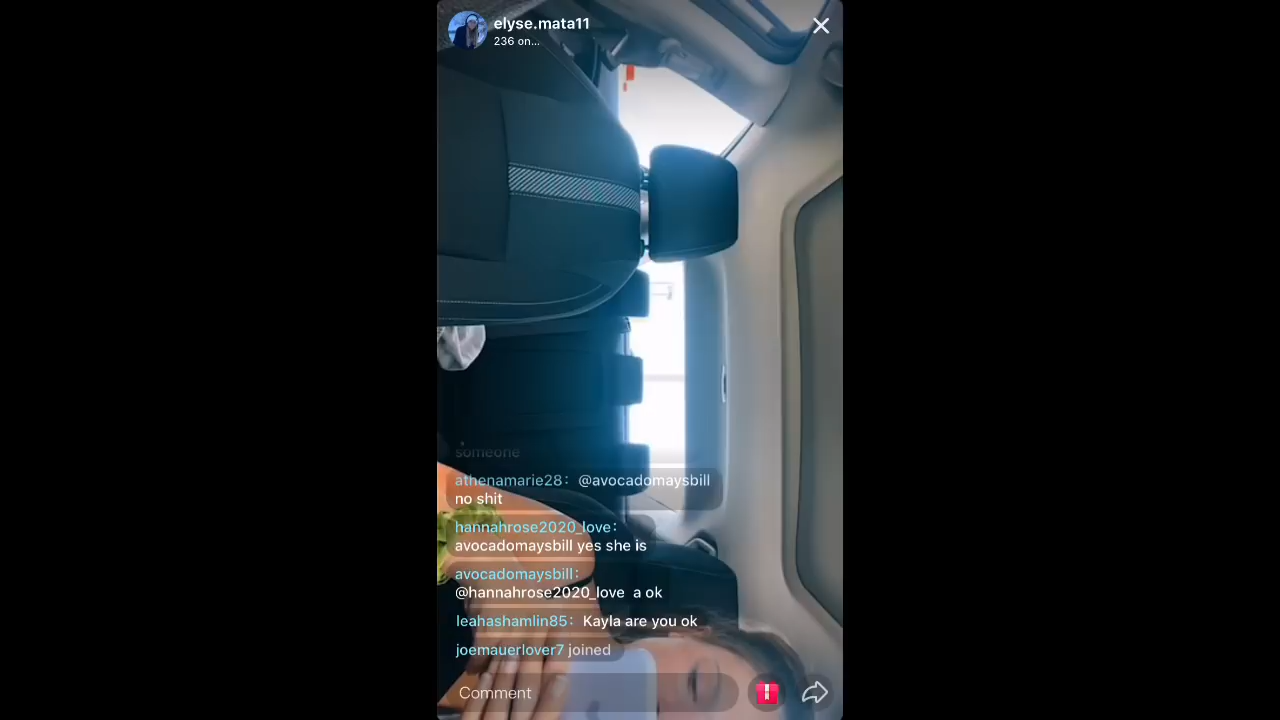 elyse.mata11
236 on...
someone
athenamarie28: @avocadomaysbill
no shit
hannahrose2020_love:
avocadomaysbill yes she is
avocadomaysbill:
@hannahrose2020_love a ok
leahashamlin85: Kayla are you ok
joemauerlover7 joined
Comment